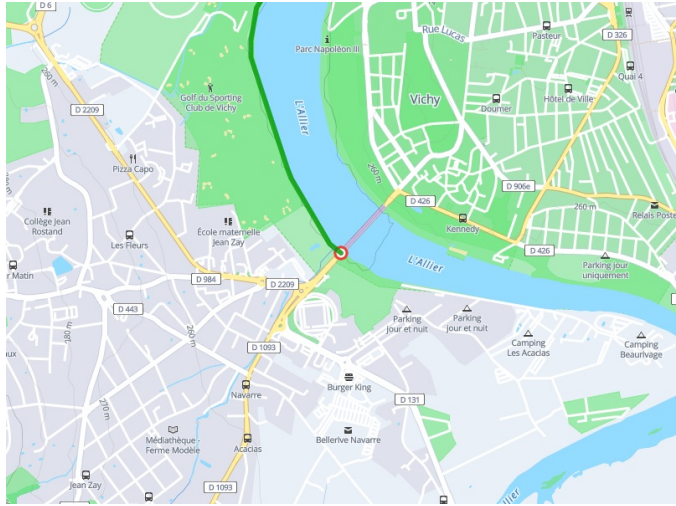 D 6
Pasteur
Rue Lucas
D 326
Parc Napoléon III
260 m
Quai 4
Golf du Sporting
Club de Vichy
L'Allier
Vichy
Hôtel de Ville
D 2209
Doumer
Pizza Capo
260 m
D 906e
D 426
260 m
Collège Jean
Rostand
École maternelle
Jean Zay
Kennedy
Relais Poste
Les Fleurs
D 426
Matin
L'Allier
Parking jour
uniquement
D 984
D 2209
D 443
Parking
jour et nuit
Parking
jour et nuit
260 m
280 m
D 1093
Camping
Les Acacias
Camping
Beaurivage
Burger King
Navarre
D 131
270 m
Médiathèque -
Ferme Modèle
Acacias
Bellerive Navarre
Jean Zay
D 1093
Allier